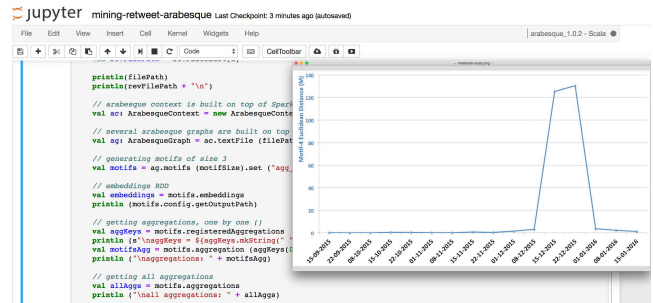 jupyter mining-retweet-arabesque Last Checkpoint: 3 minutes ago (autosaved)
File Edit View Insert Cell Kernel Widgets Help arabesque_1.0.2 - Scala
Code CellToolbar
println(filePath)
println(revFilePath + "\n")
// arabesque context is built on top of Spark
val ac: ArabesqueContext = new ArabesqueConte
// several arabesque graphs are built on top
val ag: ArabesqueGraph = ac.textFile (filePat
// generating motifs of size 3
val motifs = ag.motifs (motifSize).set ("agg_
// embeddings RDD
val embeddings = motifs.embeddings
println (motifs.config.getOutputPath)
// getting aggregations, one by one ()
val aggKeys = motifs.registeredAggregations
println (s"\naggKeys = ${aggKeys.mkString(" "
val motifsAgg = motifs.aggregation (aggKeys(0
println ("\naggregations: " + motifsAgg)
// getting all aggregations
val allAggs = motifs.aggregations
println ("\nall aggregations: " + allAggs)
Motif-4 Euclidean Distance (M)
140
120
100
80
60
40
20
0
15-09-2015
22-09-2015
08-10-2015
15-10-2015
22-10-2015
01-11-2015
08-11-2015
15-11-2015
22-11-2015
01-12-2015
08-12-2015
15-12-2015
22-12-2015
01-01-2016
08-01-2016
15-01-2016